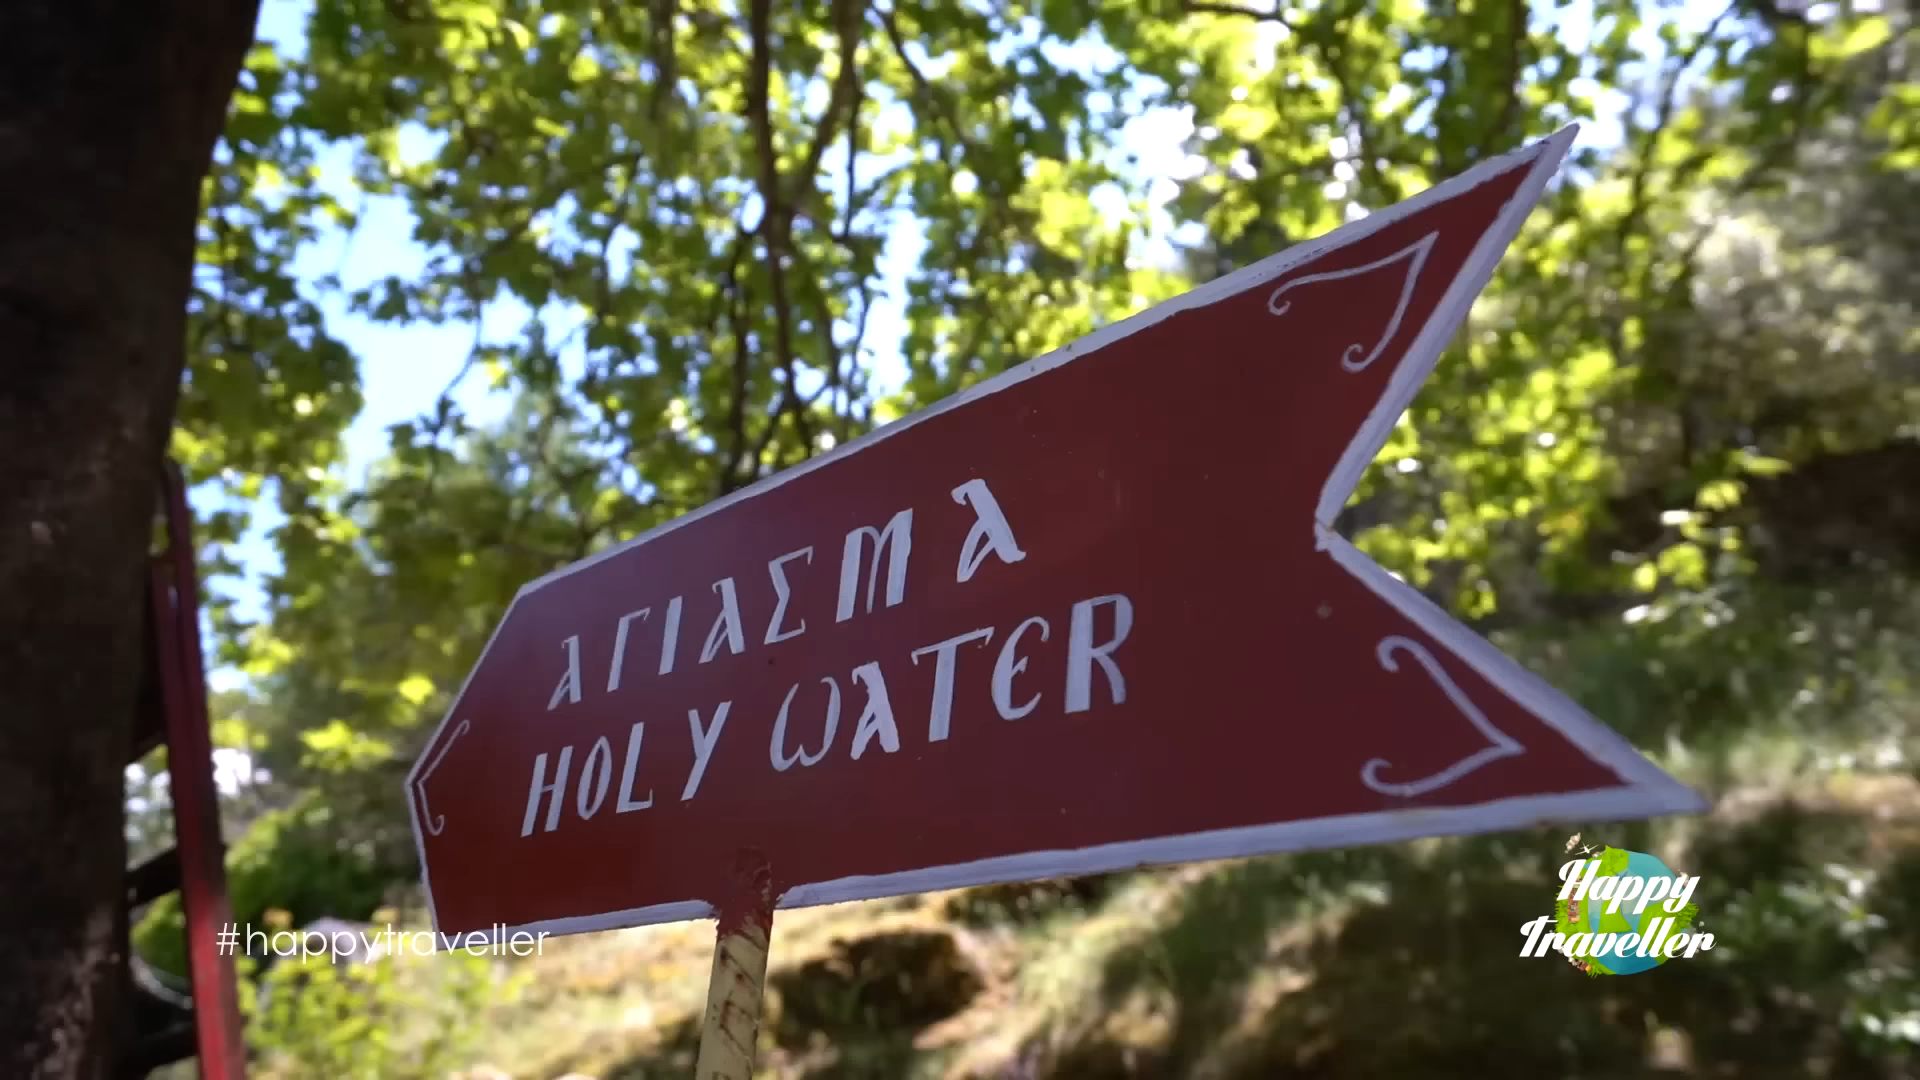 ΑΓΙΑΣΜΑ
HOLY WATER
#happytraveller
Happy
Traveller